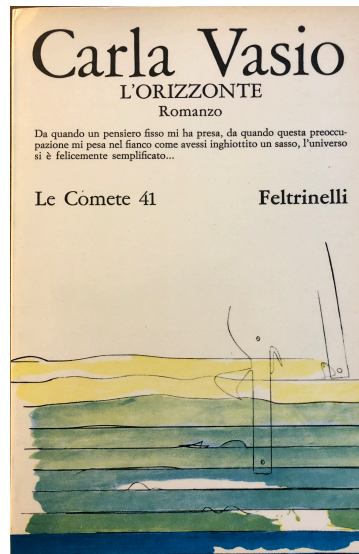 Carla Vasio
L'ORIZZONTE
Romanzo
Da quando un pensiero fisso mi ha presa, da quando questa preoccu-
pazione mi pesa nel fianco come avessi inghiottito un sasso, l'universo
si è felicemente semplificato...
Le Comete 41
Feltrinelli